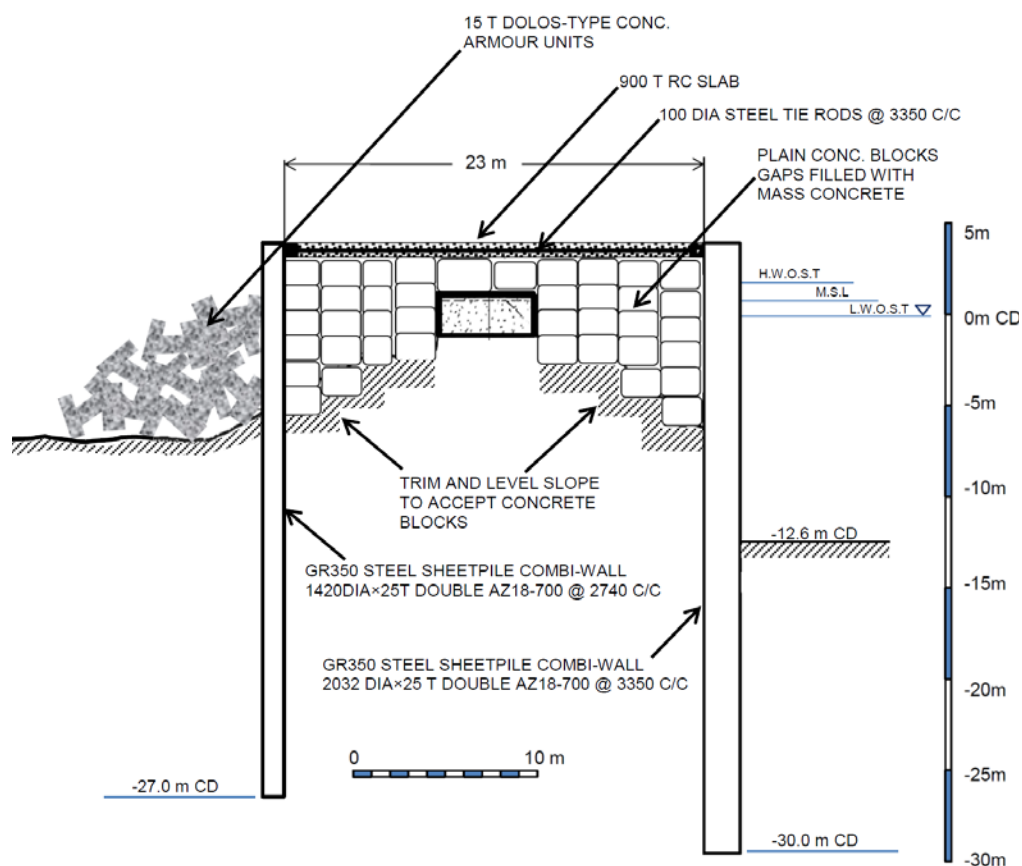 15 T DOLOS-TYPE CONC.
ARMOUR UNITS
900 T RC SLAB
100 DIA STEEL TIE RODS @ 3350 C/C
23 m
PLAIN CONC. BLOCKS
GAPS FILLED WITH
MASS CONCRETE
5m
H.W.O.S.T
M.S.L
L.W.O.S.T
0m CD
-5m
TRIM AND LEVEL SLOPE
TO ACCEPT CONCRETE
BLOCKS
-10m
-12.6 m CD
GR350 STEEL SHEETPILE COMBI-WALL
1420DIA×25T DOUBLE AZ18-700 @ 2740 C/C
-15m
GR350 STEEL SHEETPILE COMBI-WALL
2032 DIA×25 T DOUBLE AZ18-700 @ 3350 C/C
-20m
0 10 m
-27.0 m CD
-25m
-30.0 m CD
-30m